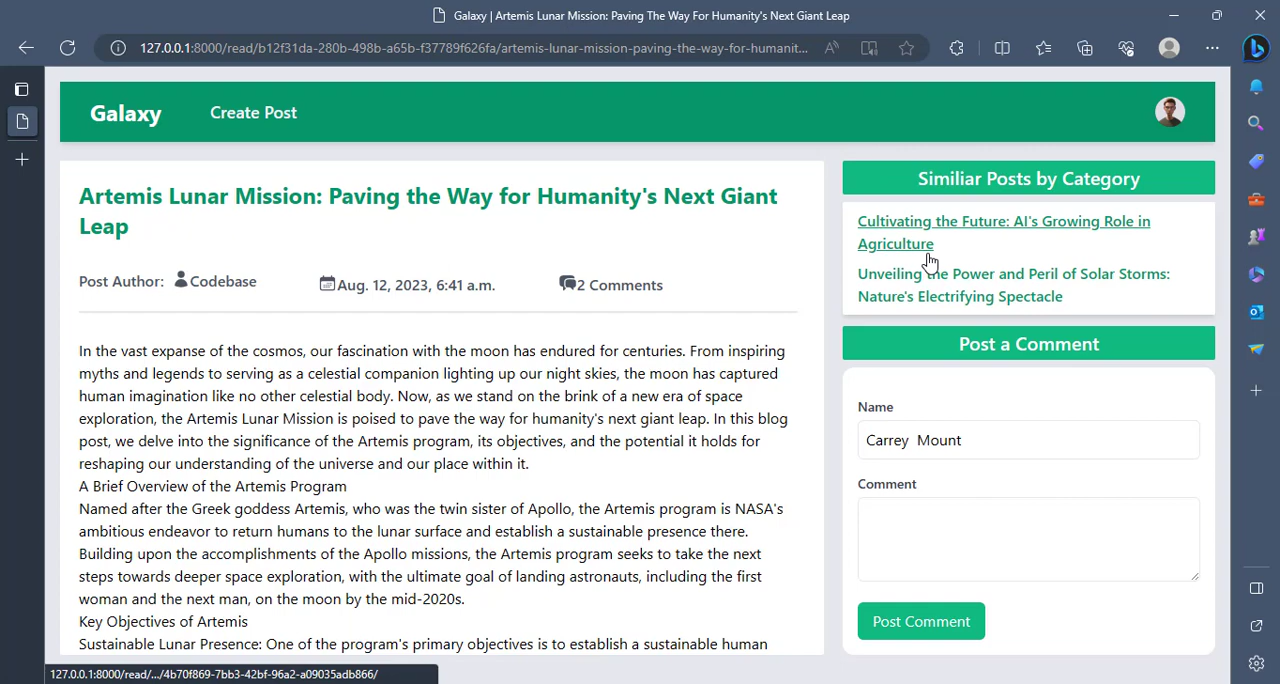 Galaxy | Artemis Lunar Mission: Paving The Way For Humanity's Next Giant Leap
127.0.0.1:8000/read/b12f31da-280b-498b-a65b-f37789f626fa/artemis-lunar-mission-paving-the-way-for-humanit...
Galaxy
Create Post
Artemis Lunar Mission: Paving the Way for Humanity's Next Giant
Leap
Post Author: Codebase
Aug. 12, 2023, 6:41 a.m.
2 Comments
In the vast expanse of the cosmos, our fascination with the moon has endured for centuries. From inspiring
myths and legends to serving as a celestial companion lighting up our night skies, the moon has captured
human imagination like no other celestial body. Now, as we stand on the brink of a new era of space
exploration, the Artemis Lunar Mission is poised to pave the way for humanity's next giant leap. In this blog
post, we delve into the significance of the Artemis program, its objectives, and the potential it holds for
reshaping our understanding of the universe and our place within it.
A Brief Overview of the Artemis Program
Named after the Greek goddess Artemis, who was the twin sister of Apollo, the Artemis program is NASA's
ambitious endeavor to return humans to the lunar surface and establish a sustainable presence there.
Building upon the accomplishments of the Apollo missions, the Artemis program seeks to take the next
steps towards deeper space exploration, with the ultimate goal of landing astronauts, including the first
woman and the next man, on the moon by the mid-2020s.
Key Objectives of Artemis
Sustainable Lunar Presence: One of the program's primary objectives is to establish a sustainable human
Similiar Posts by Category
Cultivating the Future: AI's Growing Role in
Agriculture
Unveiling the Power and Peril of Solar Storms:
Nature's Electrifying Spectacle
Post a Comment
Name
Carrey Mount
Comment
Post Comment
127.0.0.1:8000/read/.../4b70f869-7bb3-42bf-96a2-a09035adb866/